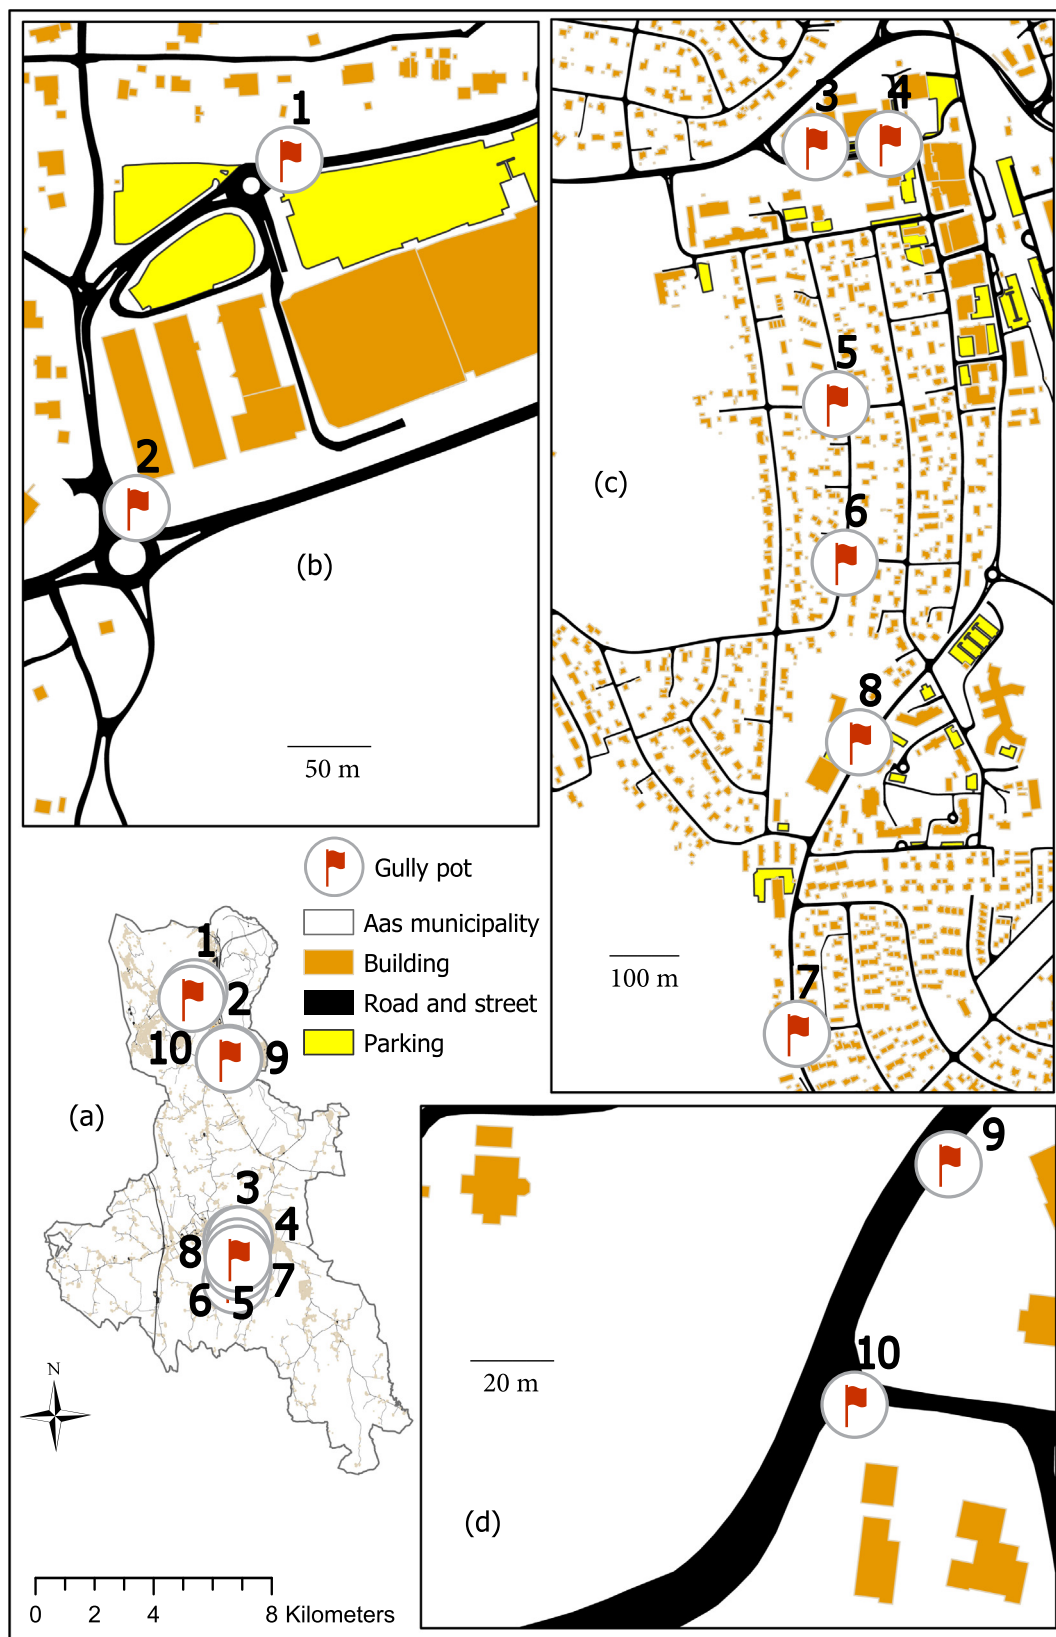 1
2
(b)
50 m
3
4
5
(c)
6
8
100 m
7
Gully pot
Aas municipality
Building
Road and street
Parking
1
2
10
9
(a)
3
4
8
7
6
5
N
0 2 4 8 Kilometers
9
10
20 m
(d)